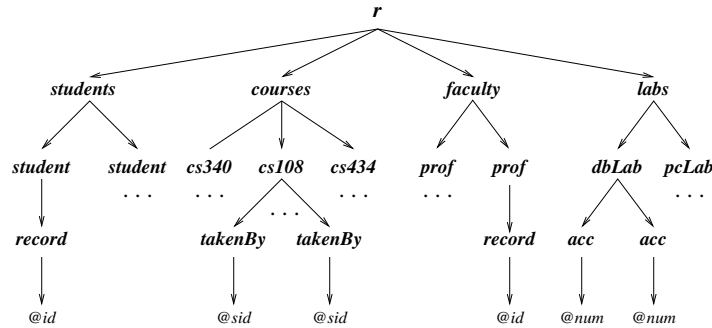 r
students courses faculty labs
student student cs340 cs108 cs434 prof prof dbLab pcLab
. . . . . . . . . . . . . . .
. . .
record takenBy takenBy record acc acc
@id @sid @sid @id @num @num